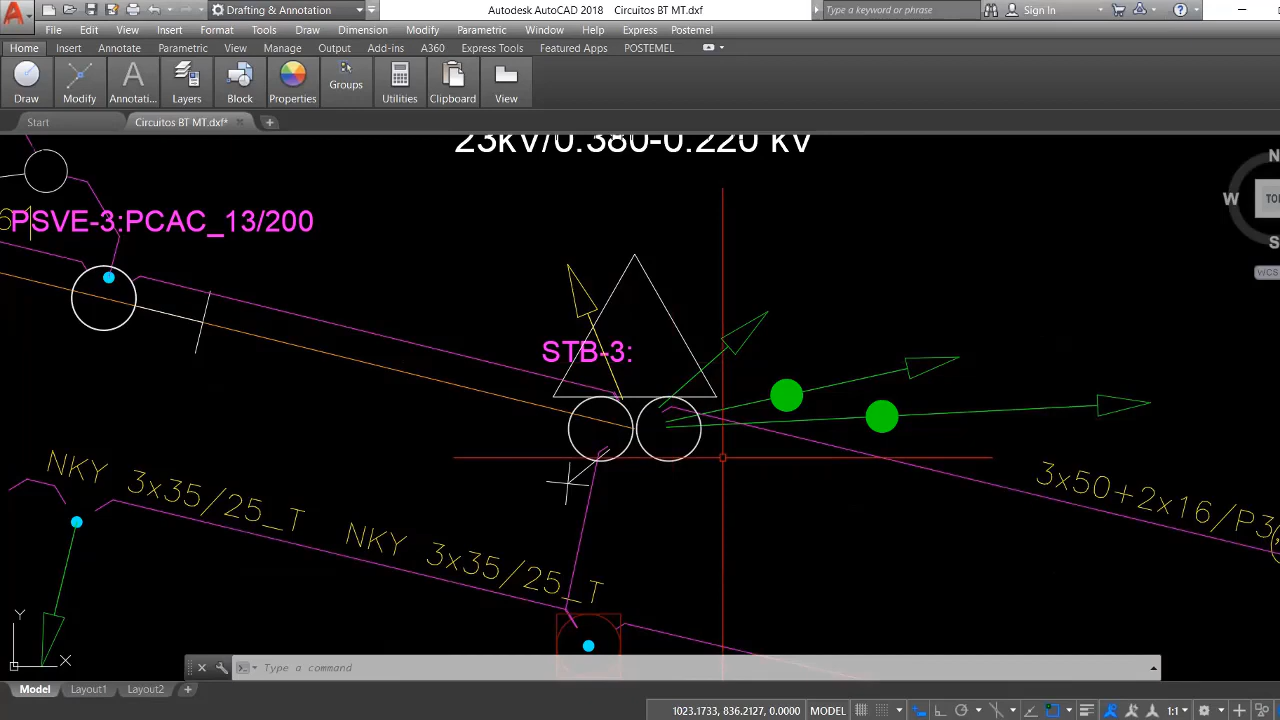 Drafting & Annotation
Autodesk AutoCAD 2018 Circuitos BT MT.dxf
Type a keyword or phrase
Sign In
File Edit View Insert Format Tools Draw Dimension Modify Parametric Window Help Express Postemel
Home Insert Annotate Parametric View Manage Output Add-ins A360 Express Tools Featured Apps POSTEMEL
Draw Modify Annotati... Layers Block Properties Groups Utilities Clipboard View
Start Circuitos BT MT.dxf*
23kV/0.380-0.220 kV
N
W
S
WCS
PSVE-3:PCAC_13/200
STB-3:
NKY 3x35/25_T
NKY 3x35/25_T
3x50+2x16/P3
Y
X
Type a command
Model Layout1 Layout2
1023.1733, 836.2127, 0.0000 MODEL
1:1